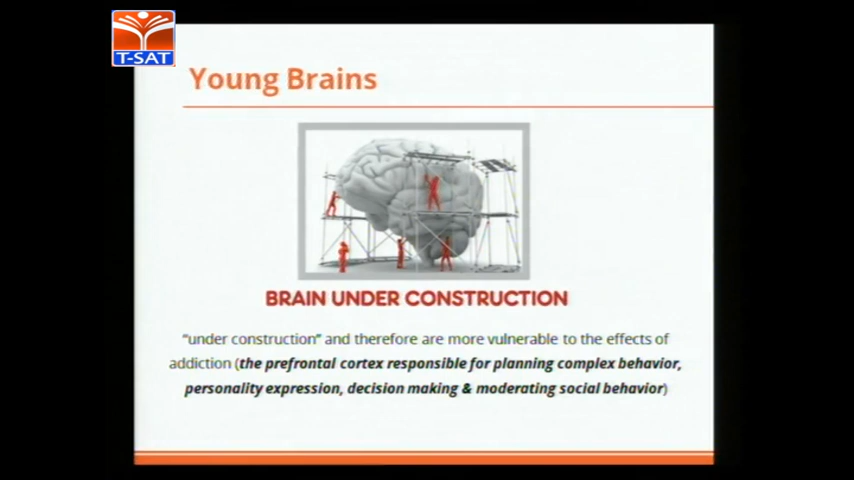 T-SAT
Young Brains
BRAIN UNDER CONSTRUCTION
“under construction” and therefore are more vulnerable to the effects of
addiction (the prefrontal cortex responsible for planning complex behavior,
personality expression, decision making & moderating social behavior)